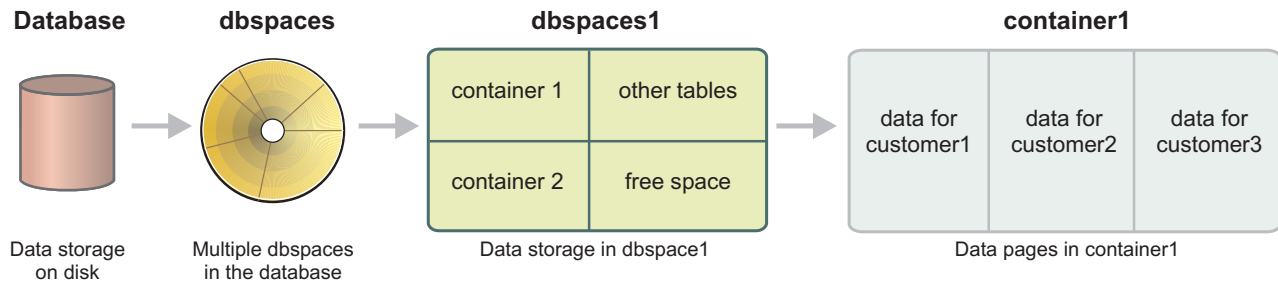 Database
dbspaces
dbspaces1
container1
container 1
other tables
container 2
free space
data for
customer1
data for
customer2
data for
customer3
Data storage
on disk
Multiple dbspaces
in the database
Data storage in dbspace1
Data pages in container1